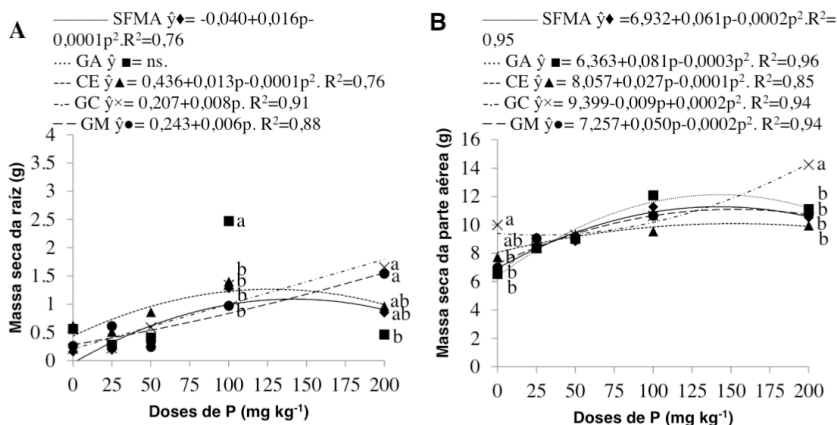 A
SFMA ŷ♦= -0,040+0,016p-
0,0001p².R²=0,76
GA ŷ ■= ns.
CE ŷ▲= 0,436+0,013p-0,0001p². R²=0,76
GC ŷ×= 0,207+0,008p. R²=0,91
GM ŷ●= 0,243+0,006p. R²=0,88
Massa seca da raíz (g)
4
3.5
3
2.5
2
1.5
1
0.5
0
a
b
b
b
b
a
a
ab
ab
b
0 25 50 75 100 125 150 175 200
Doses de P (mg kg⁻¹)
B
SFMA ŷ♦ =6,932+0,061p-0,0002p².R²=
0,95
GA ŷ ■= 6,363+0,081p-0,0003p². R²=0,96
CE ŷ▲= 8,057+0,027p-0,0001p². R²=0,85
GC ŷ×= 9,399-0,009p+0,0002p². R²=0,94
GM ŷ●= 7,257+0,050p-0,0002p². R²=0,94
Massa seca da parte aérea (g)
16
14
12
10
8
6
4
2
0
a
ab
b
b
b
a
b
b
b
b
0 25 50 75 100 125 150 175 200
Doses de P (mg kg⁻¹)